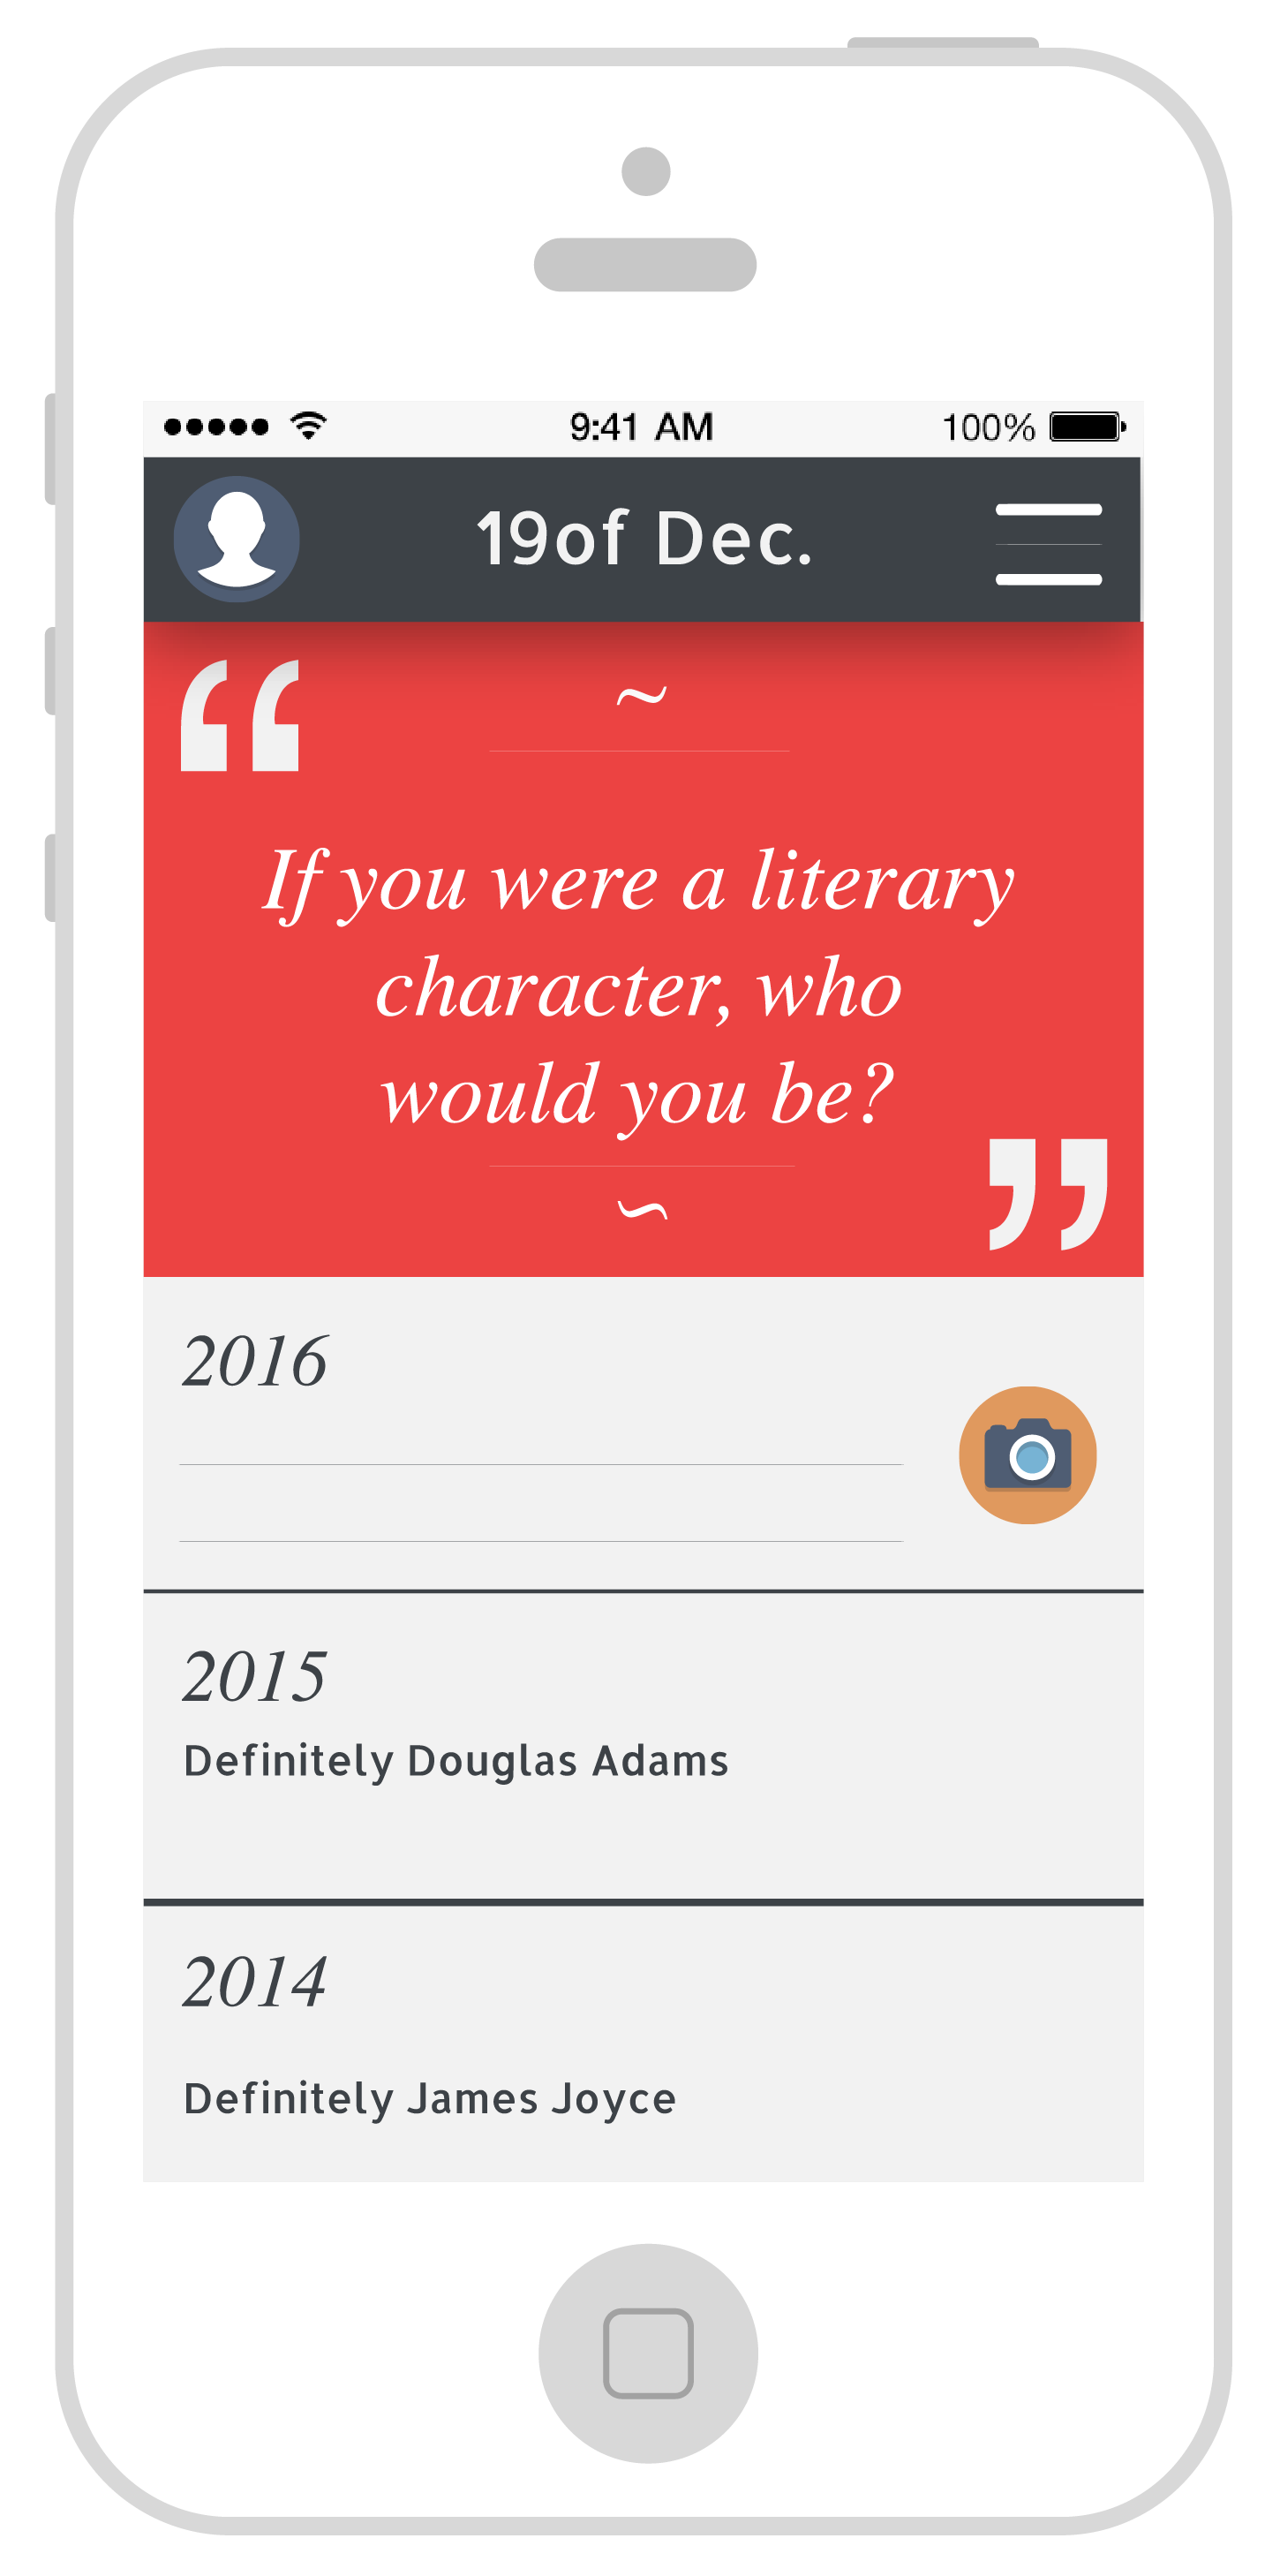 9:41 AM 100%
19of Dec.
“
~
If you were a literary
character, who
would you be?
~
”
2016
2015
Definitely Douglas Adams
2014
Definitely James Joyce